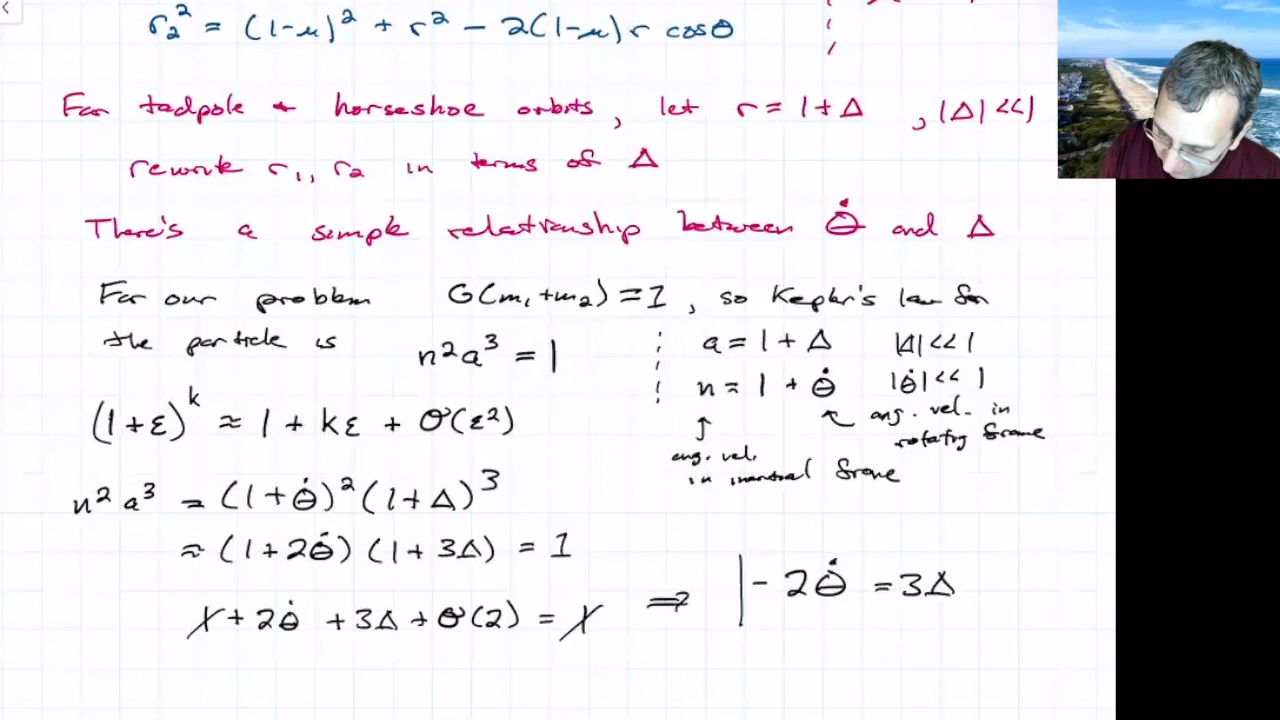 r₂² = (1-μ)² + r² - 2(1-μ) r cosθ
For tadpole + horseshoe orbits, let r = 1 + Δ, |Δ| << 1
rework r₁, r₂ in terms of Δ
There's a simple relationship between θ̇ and Δ
For our problem G(m₁+m₂) = 1, so Kepler's law for
the particle is n²a³ = 1
a = 1 + Δ |Δ| << 1
n = 1 + θ̇ |θ̇| << 1
↑ ang. vel. in inertial frame
↖ ang. vel. in rotating frame
(1+ε)ᵏ ≈ 1 + kε + O(ε²)
n² a³ = (1+θ̇)² (1+Δ)³
≈ (1+2θ̇) (1+3Δ) = 1
1 + 2θ̇ + 3Δ + O(2) = 1 ⇒ | -2θ̇ = 3Δ